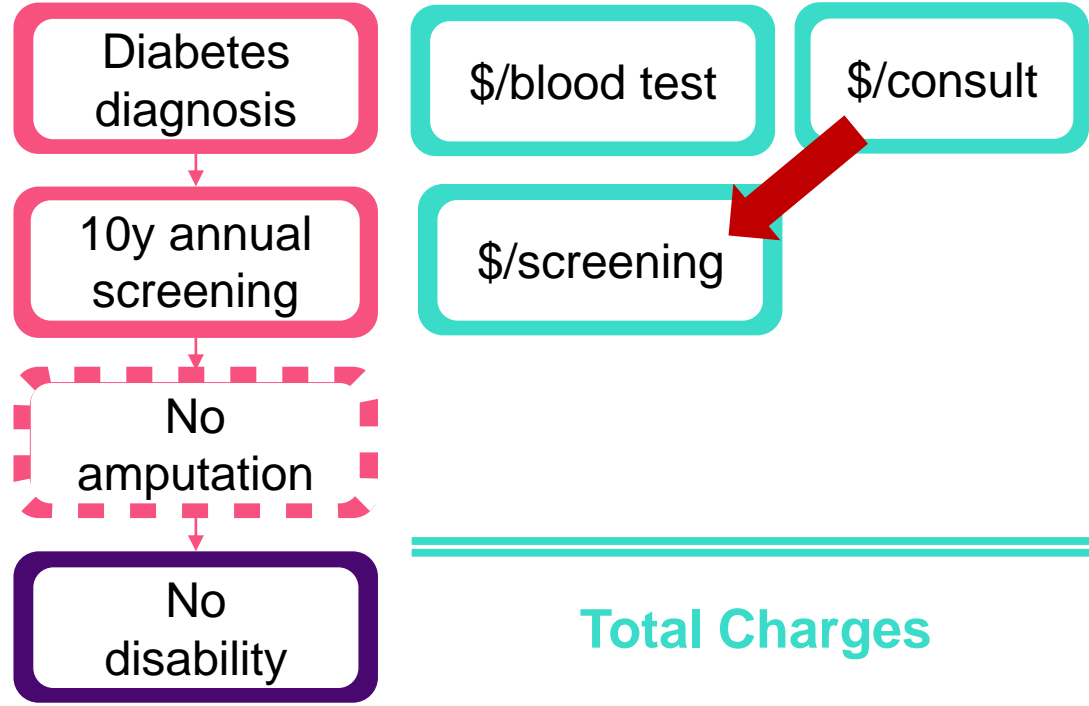 Diabetes
diagnosis
$/blood test
$/consult
10y annual
screening
$/screening
No
amputation
No
disability
Total Charges